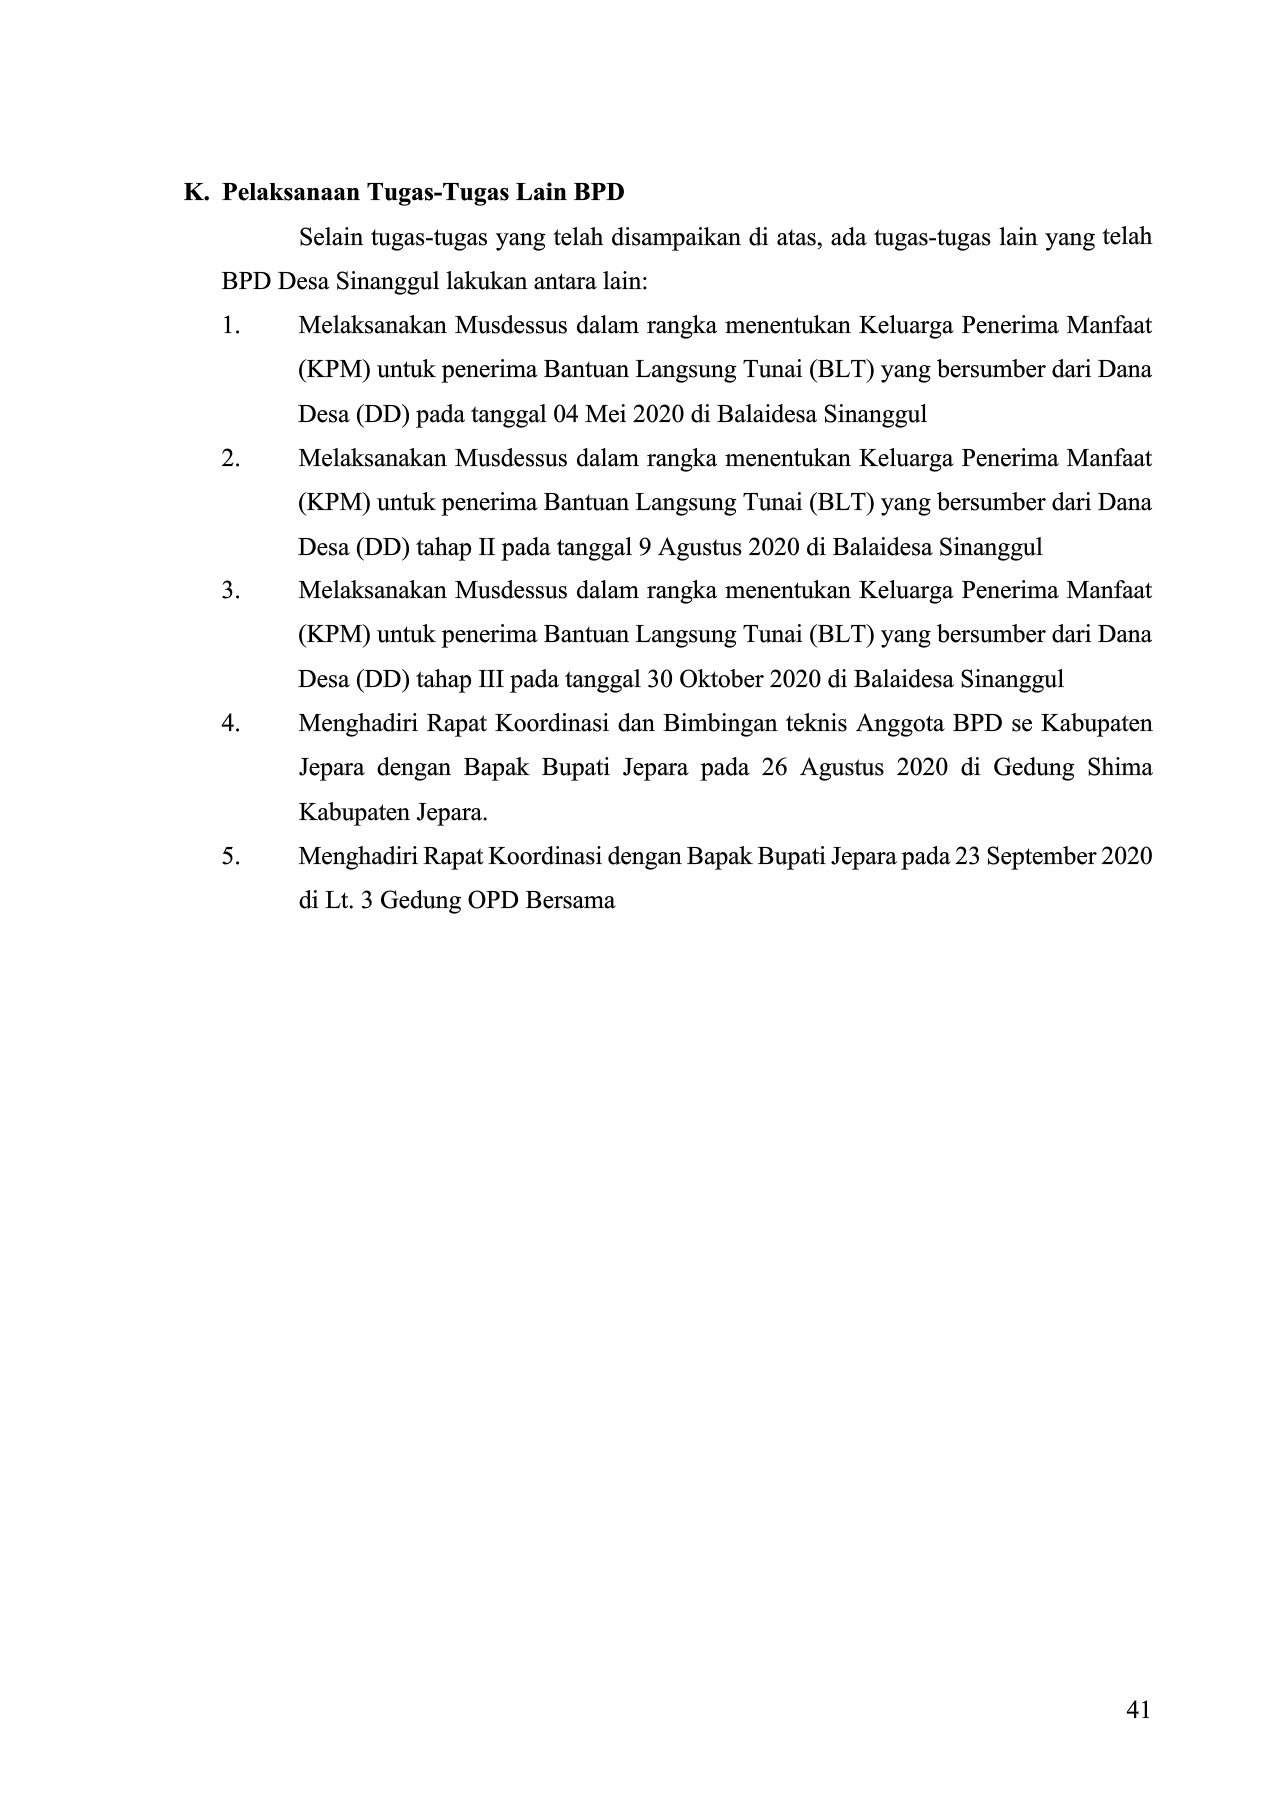 K. Pelaksanaan Tugas-Tugas Lain BPD
Selain tugas-tugas yang telah disampaikan di atas, ada tugas-tugas lain yang telah
BPD Desa Sinanggul lakukan antara lain:
1. Melaksanakan Musdessus dalam rangka menentukan Keluarga Penerima Manfaat
(KPM) untuk penerima Bantuan Langsung Tunai (BLT) yang bersumber dari Dana
Desa (DD) pada tanggal 04 Mei 2020 di Balaidesa Sinanggul
2. Melaksanakan Musdessus dalam rangka menentukan Keluarga Penerima Manfaat
(KPM) untuk penerima Bantuan Langsung Tunai (BLT) yang bersumber dari Dana
Desa (DD) tahap II pada tanggal 9 Agustus 2020 di Balaidesa Sinanggul
3. Melaksanakan Musdessus dalam rangka menentukan Keluarga Penerima Manfaat
(KPM) untuk penerima Bantuan Langsung Tunai (BLT) yang bersumber dari Dana
Desa (DD) tahap III pada tanggal 30 Oktober 2020 di Balaidesa Sinanggul
4. Menghadiri Rapat Koordinasi dan Bimbingan teknis Anggota BPD se Kabupaten
Jepara dengan Bapak Bupati Jepara pada 26 Agustus 2020 di Gedung Shima
Kabupaten Jepara.
5. Menghadiri Rapat Koordinasi dengan Bapak Bupati Jepara pada 23 September 2020
di Lt. 3 Gedung OPD Bersama
41